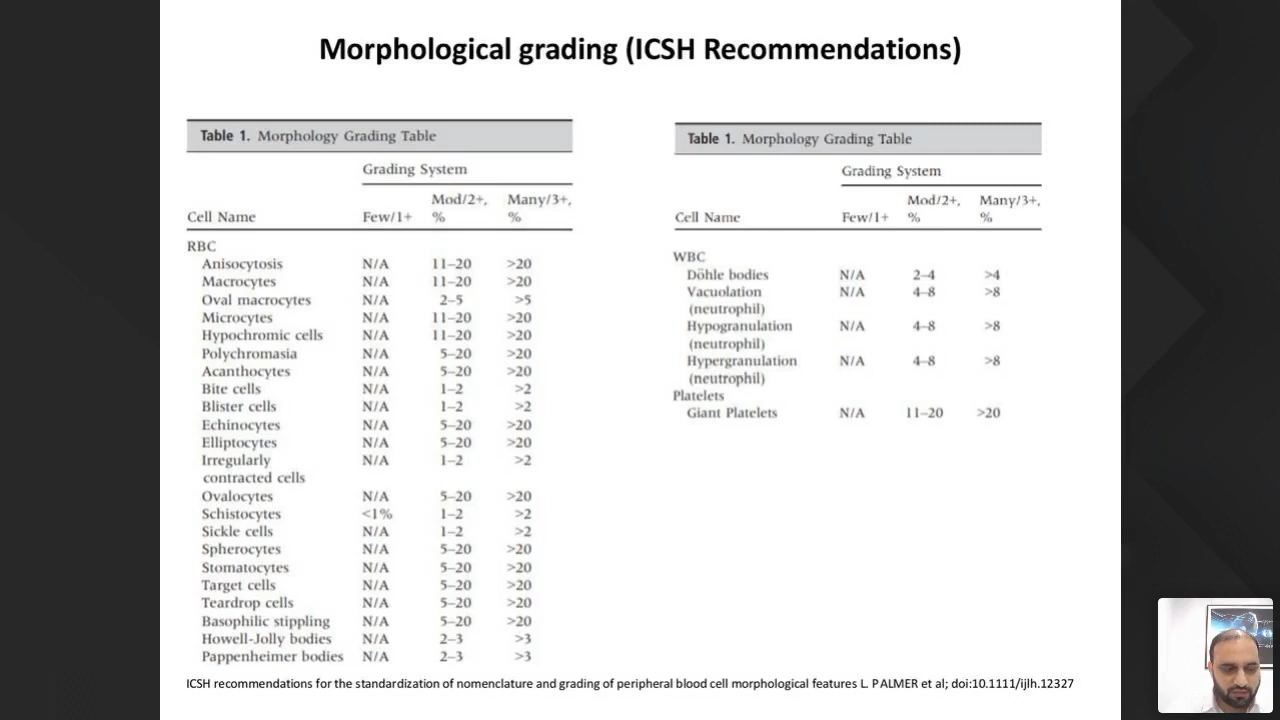 Morphological grading (ICSH Recommendations)
Table 1. Morphology Grading Table
Grading System
Mod/2+, Many/3+,
Cell Name Few/1+ % %
RBC
Anisocytosis N/A 11–20 >20
Macrocytes N/A 11–20 >20
Oval macrocytes N/A 2–5 >5
Microcytes N/A 11–20 >20
Hypochromic cells N/A 11–20 >20
Polychromasia N/A 5–20 >20
Acanthocytes N/A 5–20 >20
Bite cells N/A 1–2 >2
Blister cells N/A 1–2 >2
Echinocytes N/A 5–20 >20
Elliptocytes N/A 5–20 >20
Irregularly N/A 1–2 >2
contracted cells
Ovalocytes N/A 5–20 >20
Schistocytes <1% 1–2 >2
Sickle cells N/A 1–2 >2
Spherocytes N/A 5–20 >20
Stomatocytes N/A 5–20 >20
Target cells N/A 5–20 >20
Teardrop cells N/A 5–20 >20
Basophilic stippling N/A 5–20 >20
Howell-Jolly bodies N/A 2–3 >3
Pappenheimer bodies N/A 2–3 >3
Table 1. Morphology Grading Table
Grading System
Mod/2+, Many/3+,
Cell Name Few/1+ % %
WBC
Döhle bodies N/A 2–4 >4
Vacuolation N/A 4–8 >8
(neutrophil)
Hypogranulation N/A 4–8 >8
(neutrophil)
Hypergranulation N/A 4–8 >8
(neutrophil)
Platelets
Giant Platelets N/A 11–20 >20
ICSH recommendations for the standardization of nomenclature and grading of peripheral blood cell morphological features L. PALMER et al; doi:10.1111/ijlh.12327